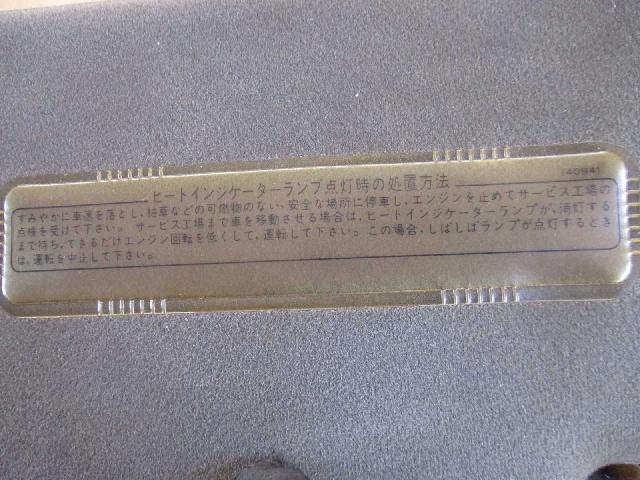 140941
ヒートインジケーターランプ点灯時の処置方法
すみやかに車速を落とし、枯草などの可燃物のない、安全な場所に停車し、エンジンを止めてサービス工場の
点検を受けて下さい。 サービス工場まで車を移動させる場合は、ヒートインジケーターランプが、消灯する
まで待ち、できるだけエンジン回転を低くして、運転して下さい。この場合、しばしばランプが点灯するとき
は、運転を中止して下さい。